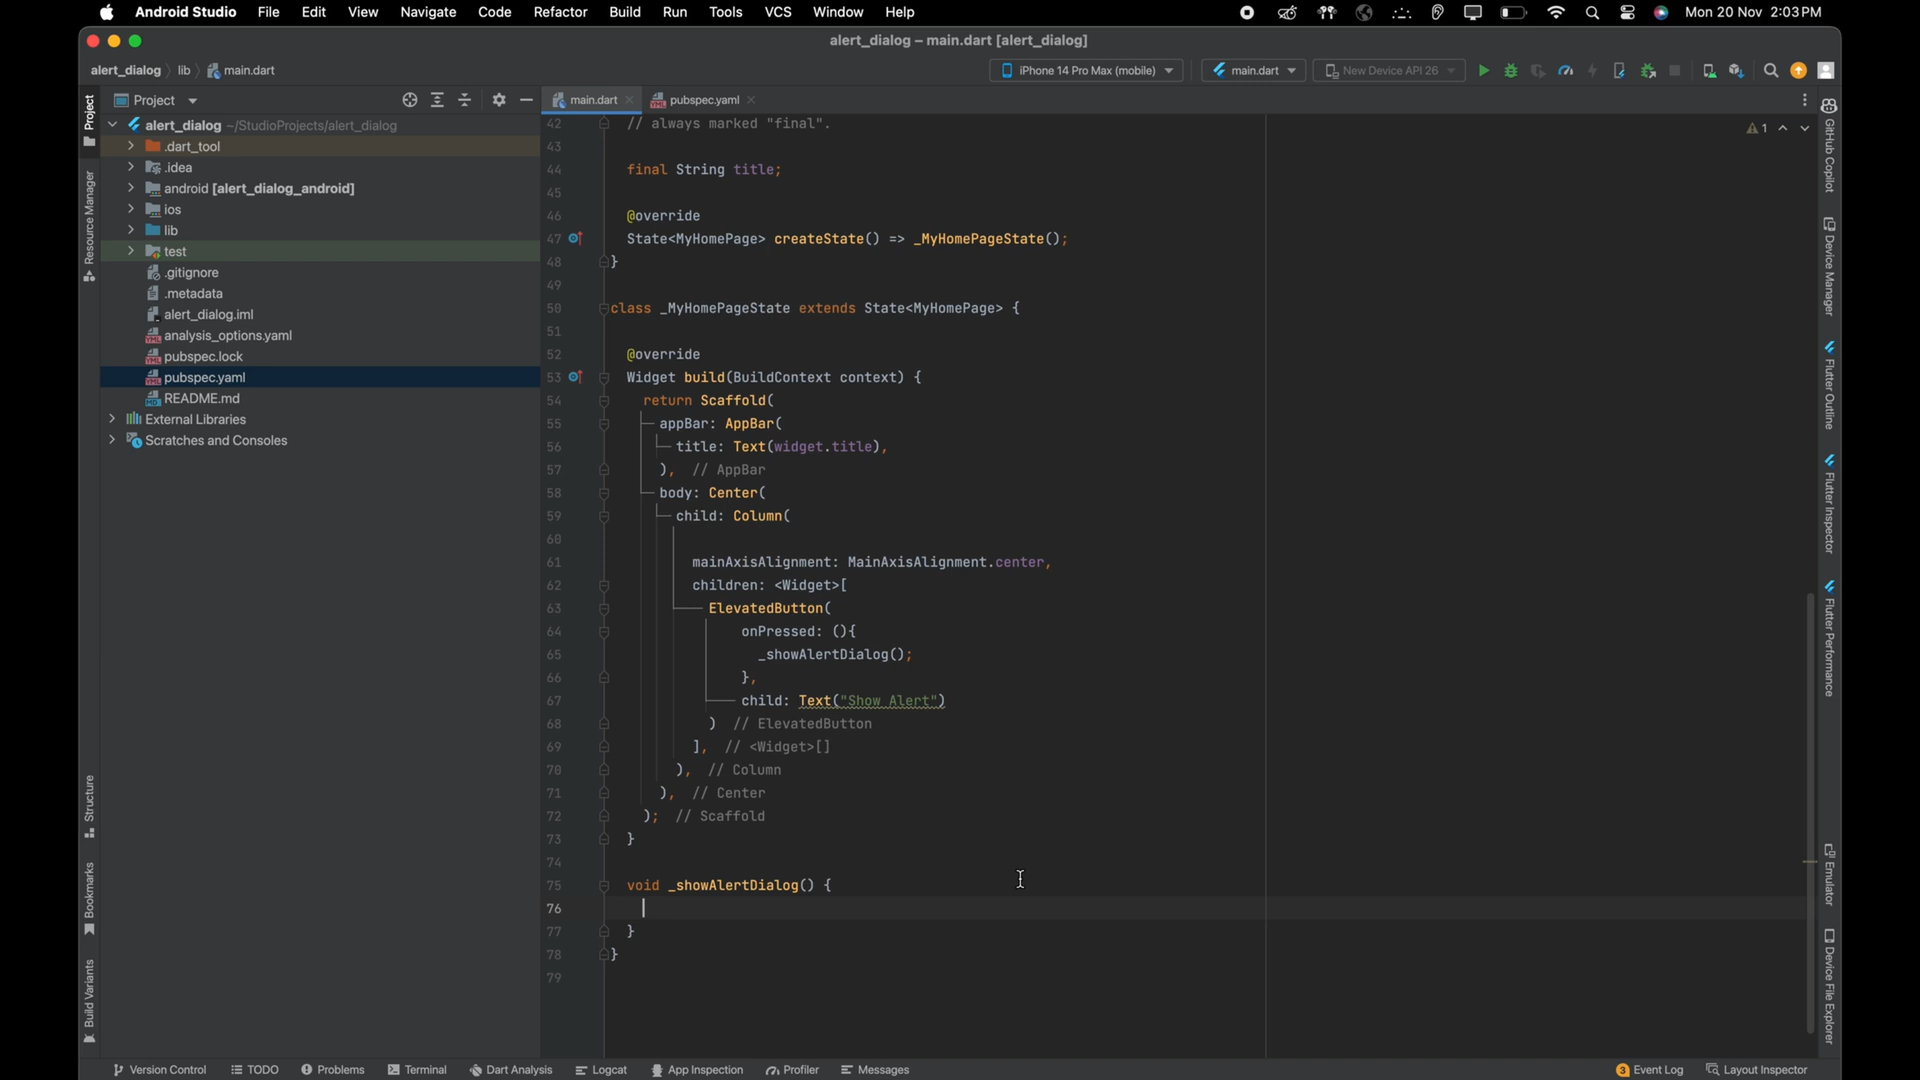 Android Studio File Edit View Navigate Code Refactor Build Run Tools VCS Window Help Mon 20 Nov 2:03 PM
alert_dialog – main.dart [alert_dialog]
alert_dialog lib main.dart iPhone 14 Pro Max (mobile) main.dart New Device API 26
Project
main.dart pubspec.yaml
alert_dialog ~/StudioProjects/alert_dialog
.dart_tool
.idea
android [alert_dialog_android]
ios
lib
test
.gitignore
.metadata
alert_dialog.iml
analysis_options.yaml
pubspec.lock
pubspec.yaml
README.md
External Libraries
Scratches and Consoles
1
42 // always marked "final".
43
44 final String title;
45
46 @override
47 State<MyHomePage> createState() => _MyHomePageState();
48 }
49
50 class _MyHomePageState extends State<MyHomePage> {
51
52 @override
53 Widget build(BuildContext context) {
54 return Scaffold(
55 appBar: AppBar(
56 title: Text(widget.title),
57 ), // AppBar
58 body: Center(
59 child: Column(
60
61 mainAxisAlignment: MainAxisAlignment.center,
62 children: <Widget>[
63 ElevatedButton(
64 onPressed: (){
65 _showAlertDialog();
66 },
67 child: Text("Show Alert")
68 ) // ElevatedButton
69 ], // <Widget>[]
70 ), // Column
71 ), // Center
72 ); // Scaffold
73 }
74
75 void _showAlertDialog() {
76
77 }
78 }
79
Project
Resource Manager
Structure
Bookmarks
Build Variants
GitHub Copilot
Device Manager
Flutter Outline
Flutter Inspector
Flutter Performance
Emulator
Device File Explorer
Version Control TODO Problems Terminal Dart Analysis Logcat App Inspection Profiler Messages 3 Event Log Layout Inspector